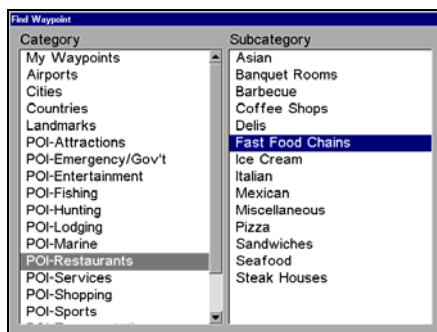 Find Waypoint
Category
My Waypoints
Airports
Cities
Countries
Landmarks
POI-Attractions
POI-Emergency/Gov't
POI-Entertainment
POI-Fishing
POI-Hunting
POI-Lodging
POI-Marine
POI-Restaurants
POI-Services
POI-Shopping
POI-Sports
Subcategory
Asian
Banquet Rooms
Barbecue
Coffee Shops
Delis
Fast Food Chains
Ice Cream
Italian
Mexican
Miscellaneous
Pizza
Sandwiches
Seafood
Steak Houses